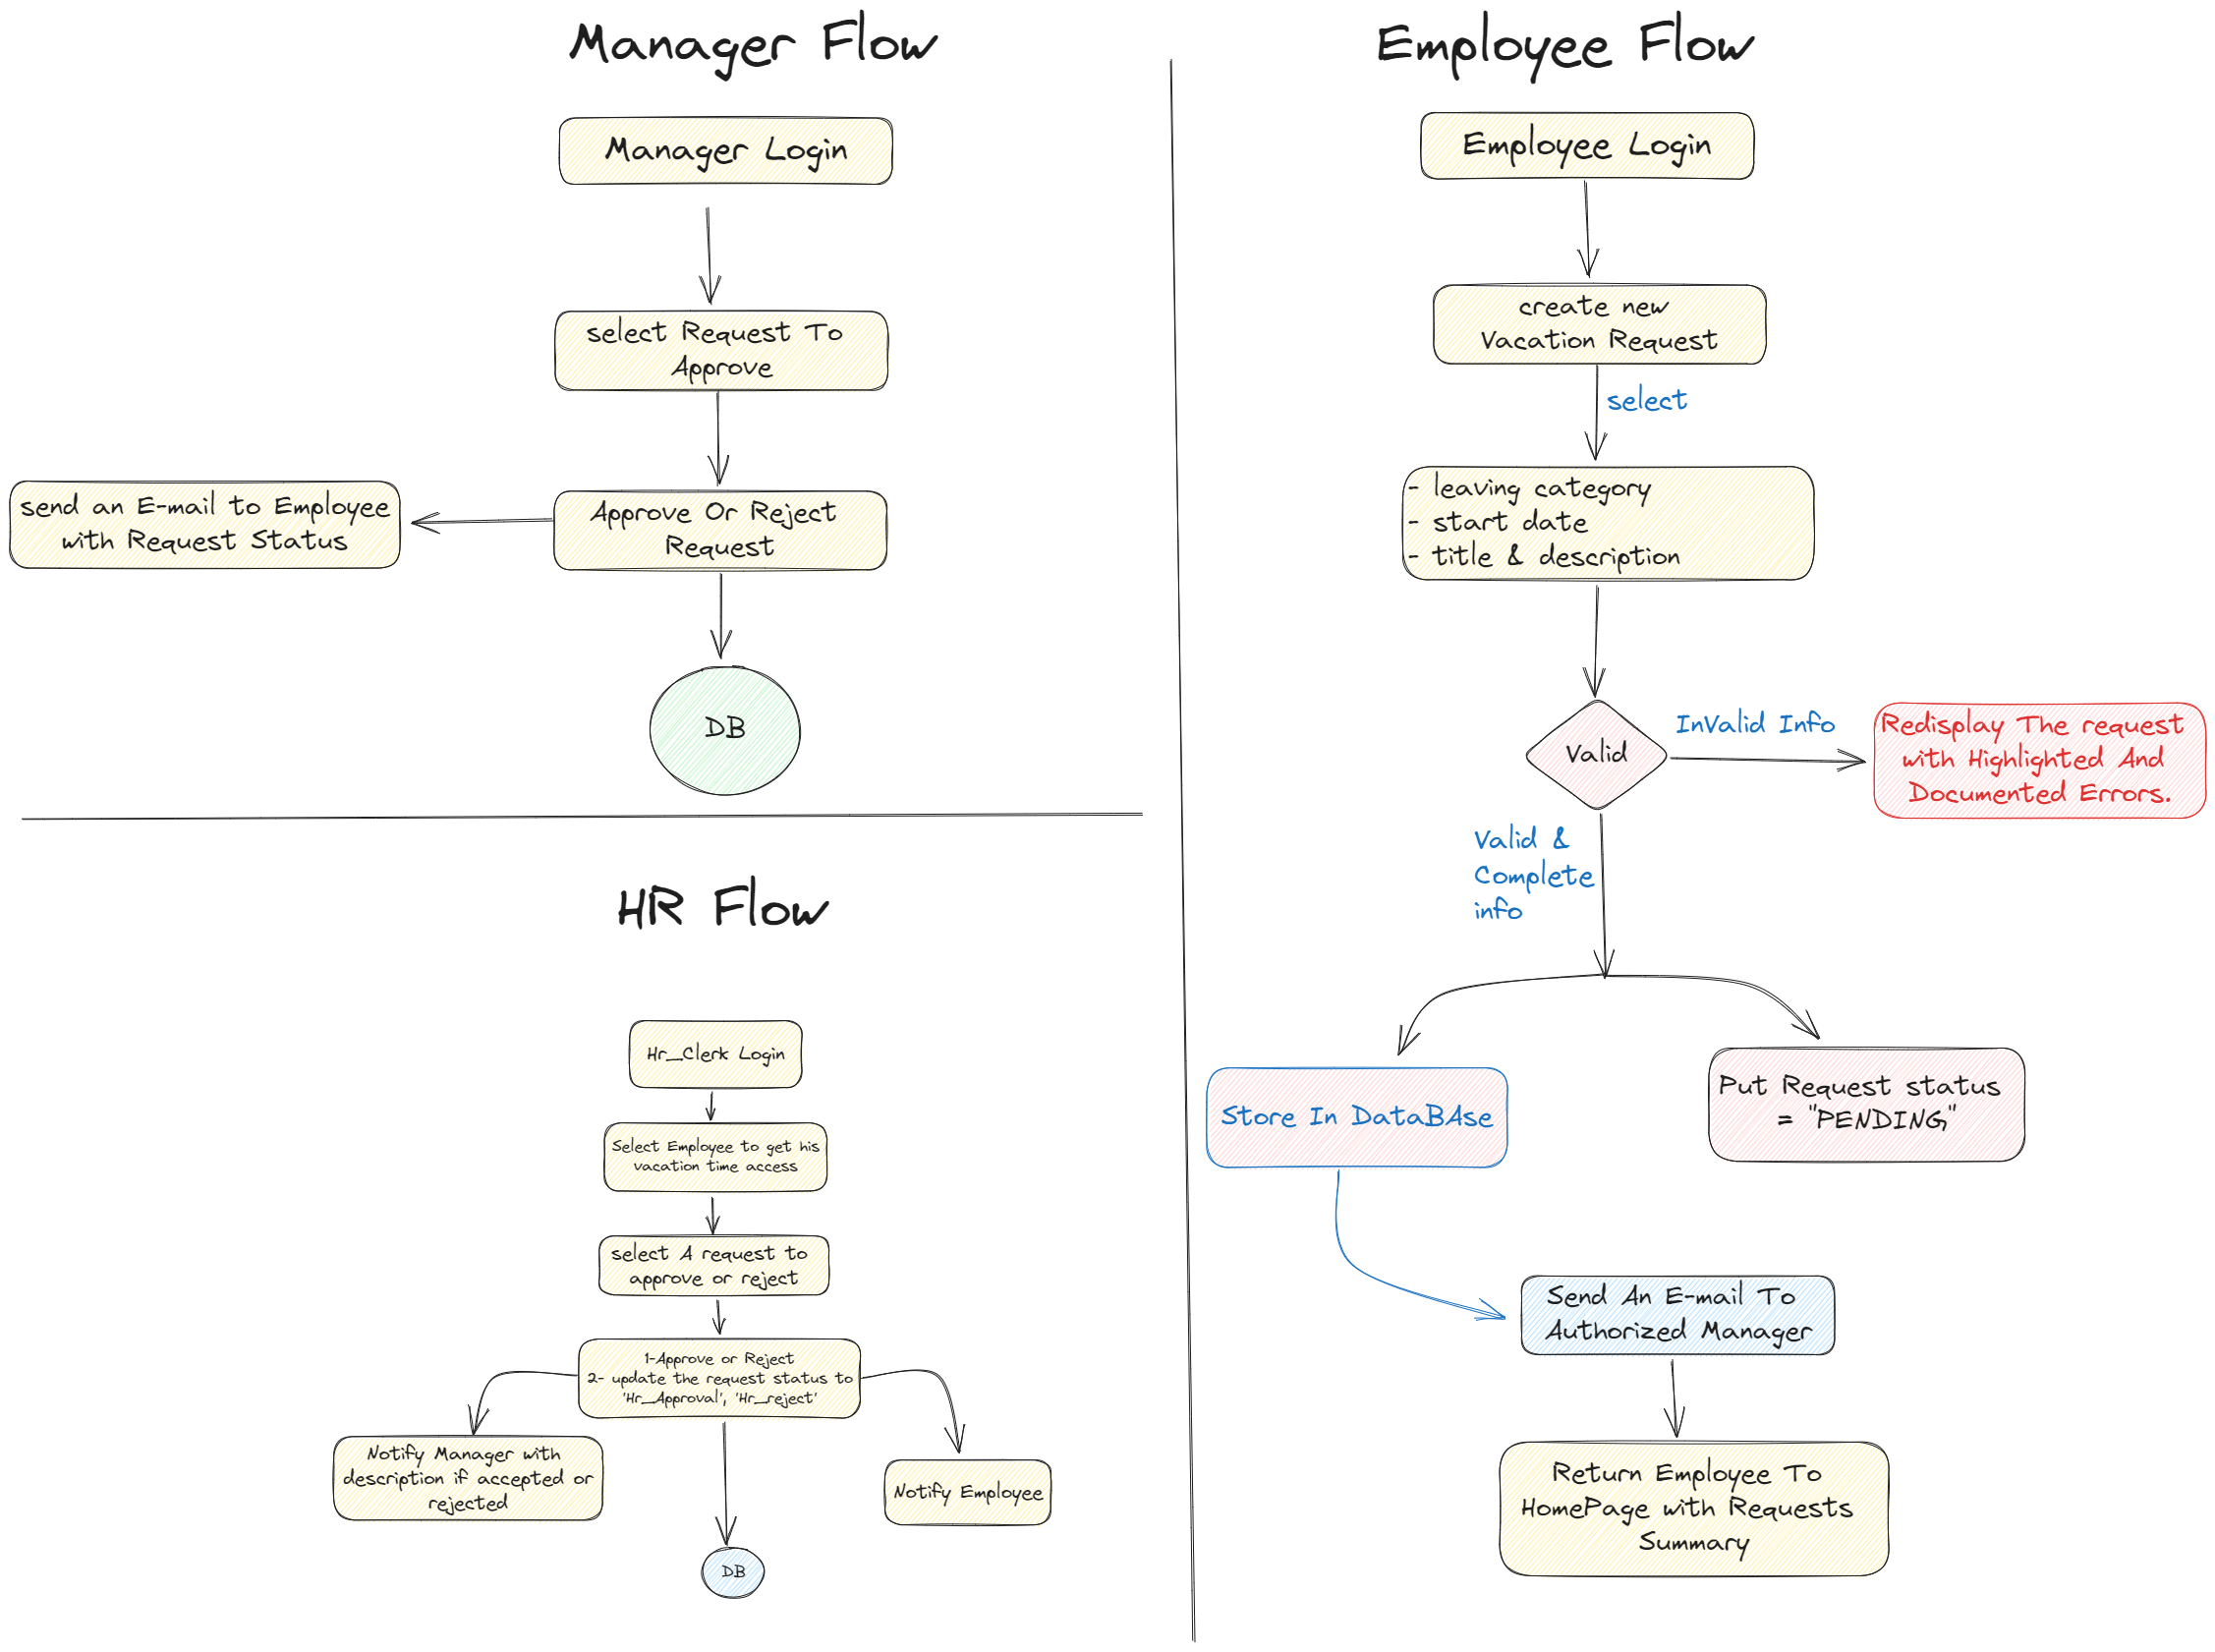 Manager Flow
Manager Login
select Request To
Approve
Approve Or Reject
Request
send an E-mail to Employee
with Request Status
DB
HR Flow
Hr_Clerk Login
Select Employee to get his
vacation time access
select A request to
approve or reject
1-Approve or Reject
2- update the request status to
'Hr_Approval', 'Hr_reject'
Notify Manager with
description if accepted or
rejected
Notify Employee
DB
Employee Flow
Employee Login
create new
Vacation Request
select
- leaving category
- start date
- title & description
Valid
InValid Info
Redisplay The request
with Highlighted And
Documented Errors.
Valid &
Complete
info
Store In DataBAse
Put Request status
= "PENDING"
Send An E-mail To
Authorized Manager
Return Employee To
HomePage with Requests
Summary